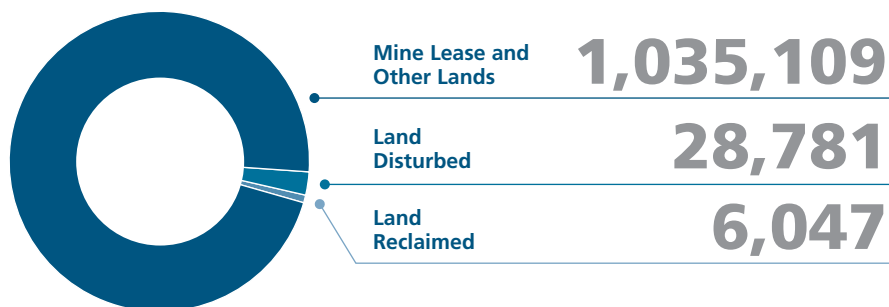 Mine Lease and
Other Lands
1,035,109
Land
Disturbed
28,781
Land
Reclaimed
6,047